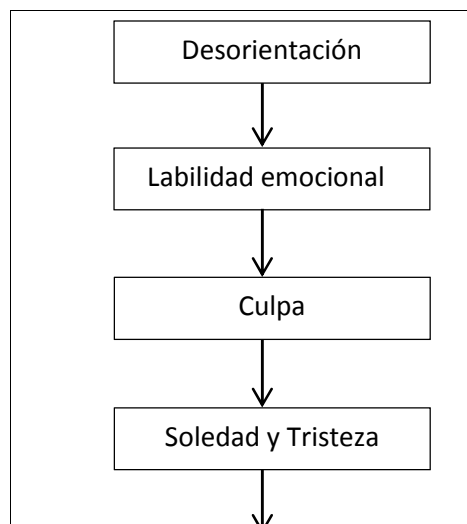 Desorientación
Labilidad emocional
Culpa
Soledad y Tristeza